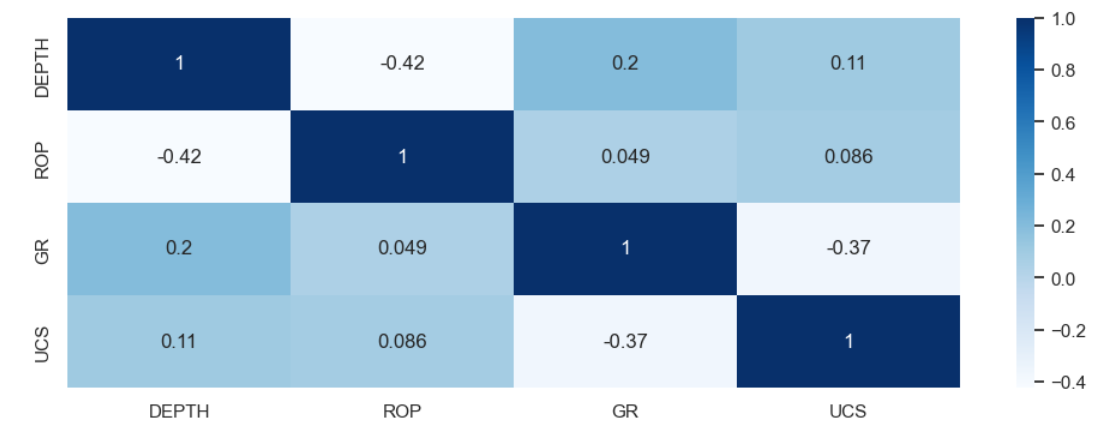 DEPTH 1 -0.42 0.2 0.11
ROP -0.42 1 0.049 0.086
GR 0.2 0.049 1 -0.37
UCS 0.11 0.086 -0.37 1
DEPTH ROP GR UCS
1.0
0.8
0.6
0.4
0.2
0.0
−0.2
−0.4